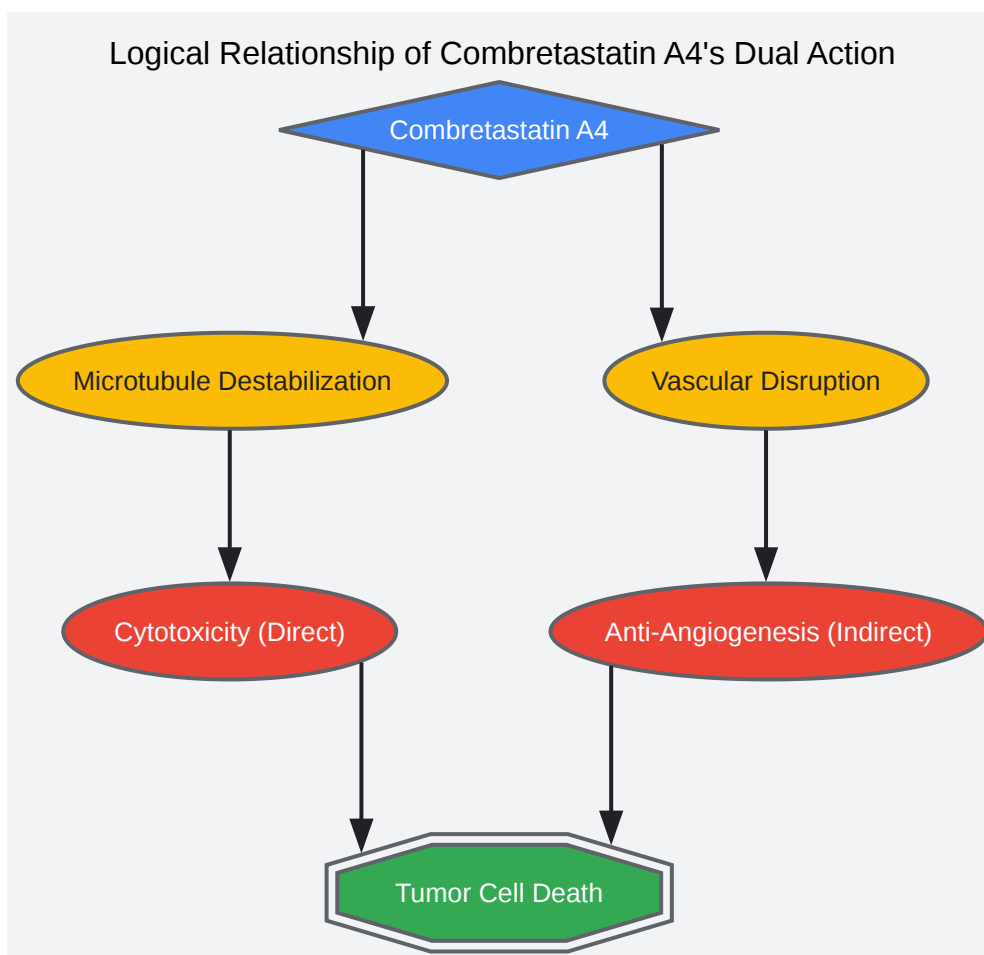 Logical Relationship of Combretastatin A4's Dual Action
Combretastatin A4
Microtubule Destabilization
Vascular Disruption
Cytotoxicity (Direct)
Anti-Angiogenesis (Indirect)
Tumor Cell Death